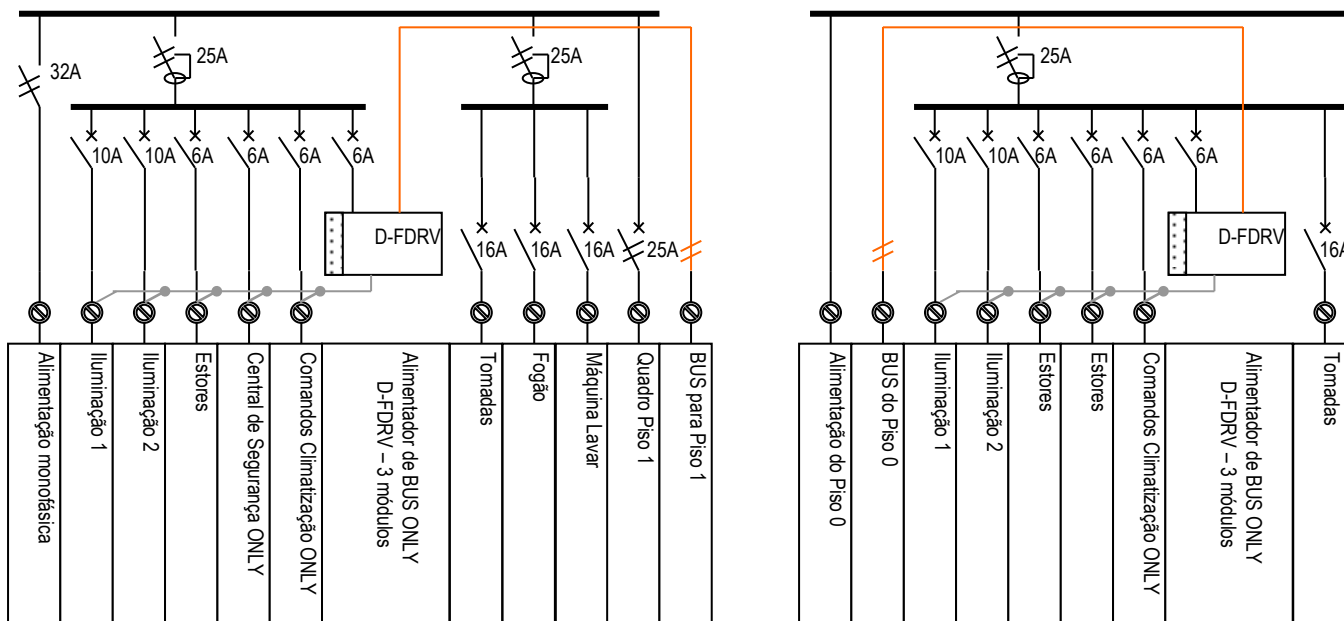 32A
25A
25A
10A
10A
6A
6A
6A
6A
D-FDRV
16A
16A
16A
25A
Alimentação monofásica
Iluminação 1
Iluminação 2
Estores
Central de Segurança ONLY
Comandos Climatização ONLY
Alimentador de BUS ONLY
D-FDRV – 3 módulos
Tomadas
Fogão
Máquina Lavar
Quadro Piso 1
BUS para Piso 1
25A
10A
10A
6A
6A
6A
6A
D-FDRV
16A
Alimentação do Piso 0
BUS do Piso 0
Iluminação 1
Iluminação 2
Estores
Estores
Comandos Climatização ONLY
Alimentador de BUS ONLY
D-FDRV – 3 módulos
Tomadas